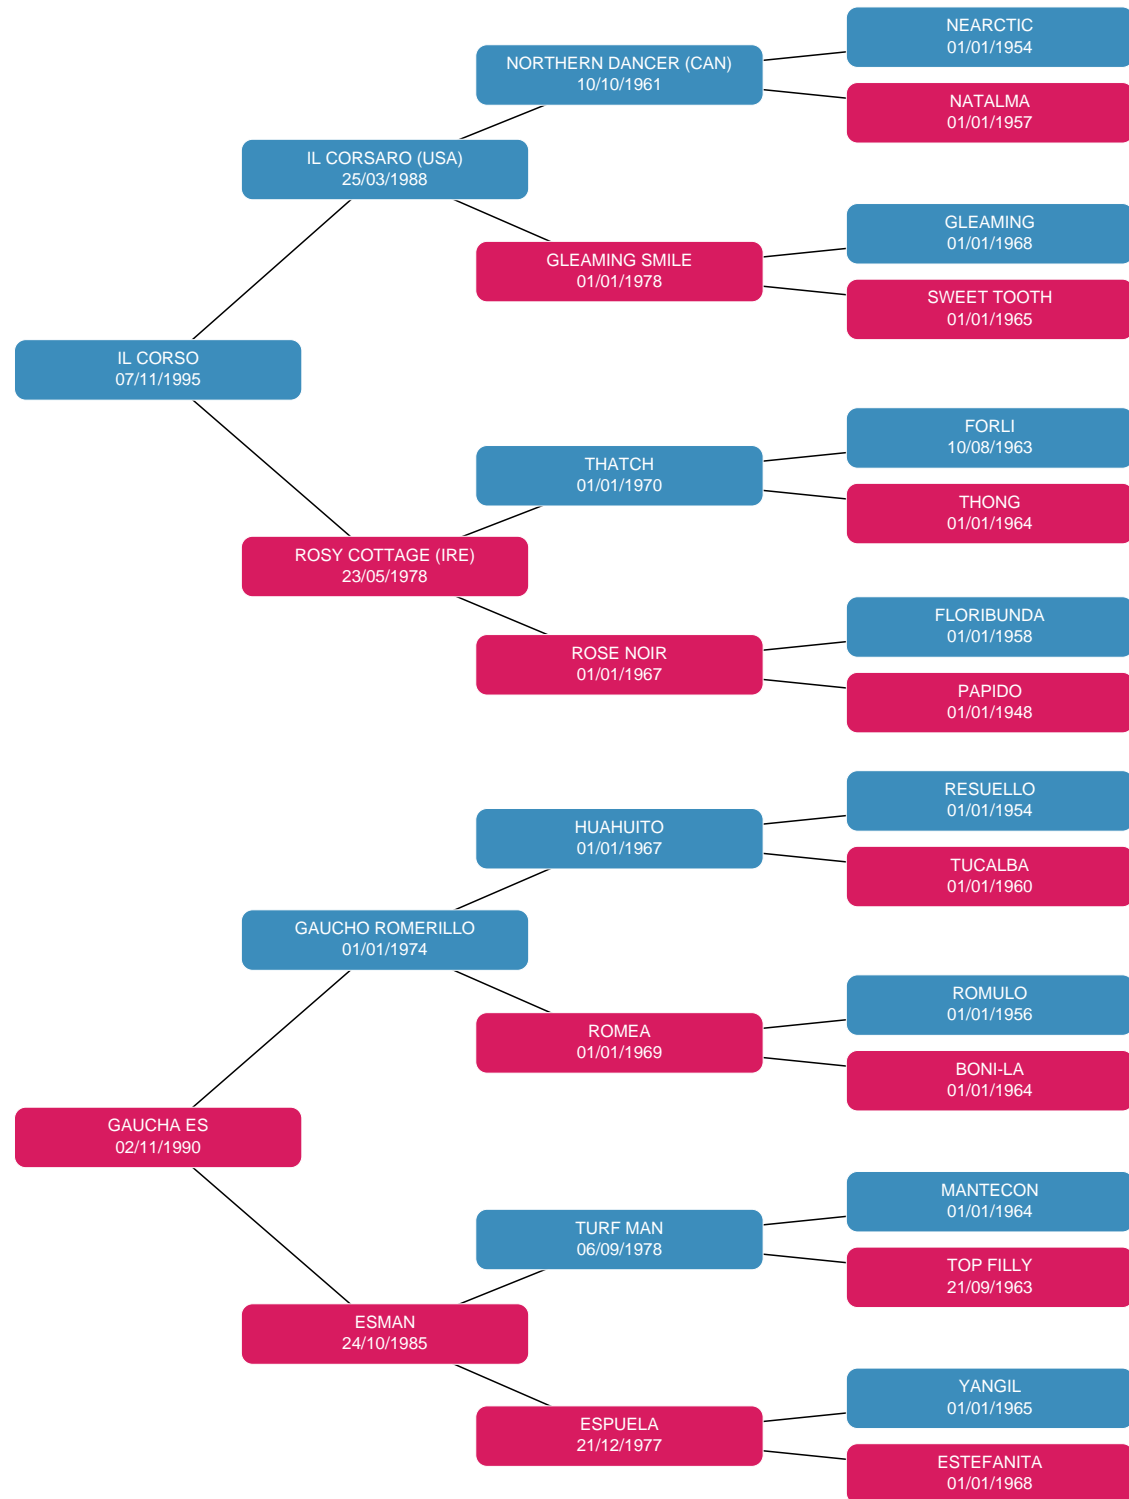 NEARCTIC
01/01/1954
NORTHERN DANCER (CAN)
10/10/1961
NATALMA
01/01/1957
IL CORSARO (USA)
25/03/1988
GLEAMING
01/01/1968
GLEAMING SMILE
01/01/1978
SWEET TOOTH
01/01/1965
IL CORSO
07/11/1995
FORLI
10/08/1963
THATCH
01/01/1970
THONG
01/01/1964
ROSY COTTAGE (IRE)
23/05/1978
FLORIBUNDA
01/01/1958
ROSE NOIR
01/01/1967
PAPIDO
01/01/1948
RESUELLO
01/01/1954
HUAHUITO
01/01/1967
TUCALBA
01/01/1960
GAUCHO ROMERILLO
01/01/1974
ROMULO
01/01/1956
ROMEA
01/01/1969
BONI-LA
01/01/1964
GAUCHA ES
02/11/1990
MANTECON
01/01/1964
TURF MAN
06/09/1978
TOP FILLY
21/09/1963
ESMAN
24/10/1985
YANGIL
01/01/1965
ESPUELA
21/12/1977
ESTEFANITA
01/01/1968